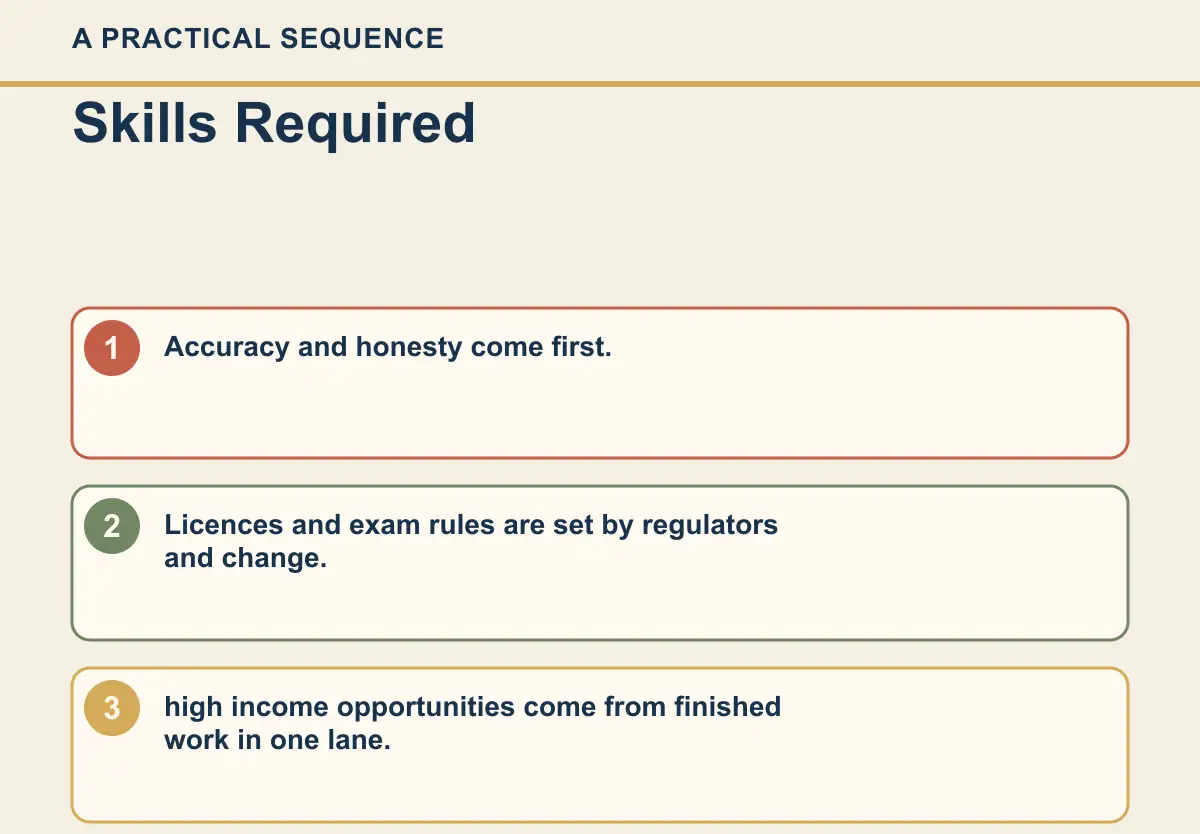 A PRACTICAL SEQUENCE
Skills Required
1
Accuracy and honesty come first.
2
Licences and exam rules are set by regulators
and change.
3
high income opportunities come from finished
work in one lane.